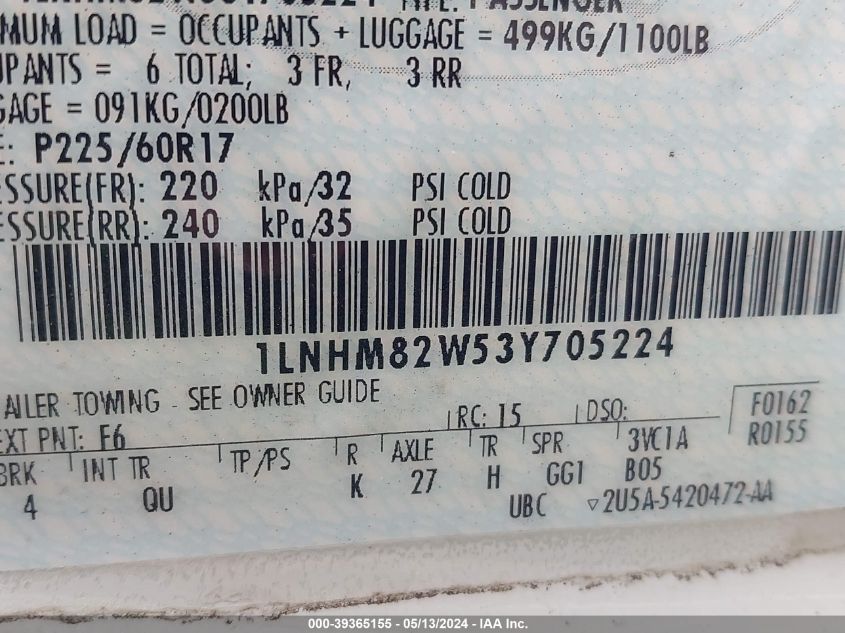 TYPE: PASSENGER
MUM LOAD = OCCUPANTS + LUGGAGE = 499KG/1100LB
UPANTS = 6 TOTAL; 3 FR, 3 RR
GAGE = 091KG/0200LB
E: P225/60R17
ESSURE(FR): 220 kPa/32 PSI COLD
ESSURE(RR): 240 kPa/35 PSI COLD
1LNHM82W53Y705224
AILER TOWING - SEE OWNER GUIDE
EXT PNT: F6 RC: 15 DSO: F0162
R0155
BRK INT TR TP/PS R AXLE TR SPR 3VC1A
4 QU K 27 H GG1 B05
UBC ▽2U5A-5420472-AA
000-39365155 - 05/13/2024 - IAA Inc.